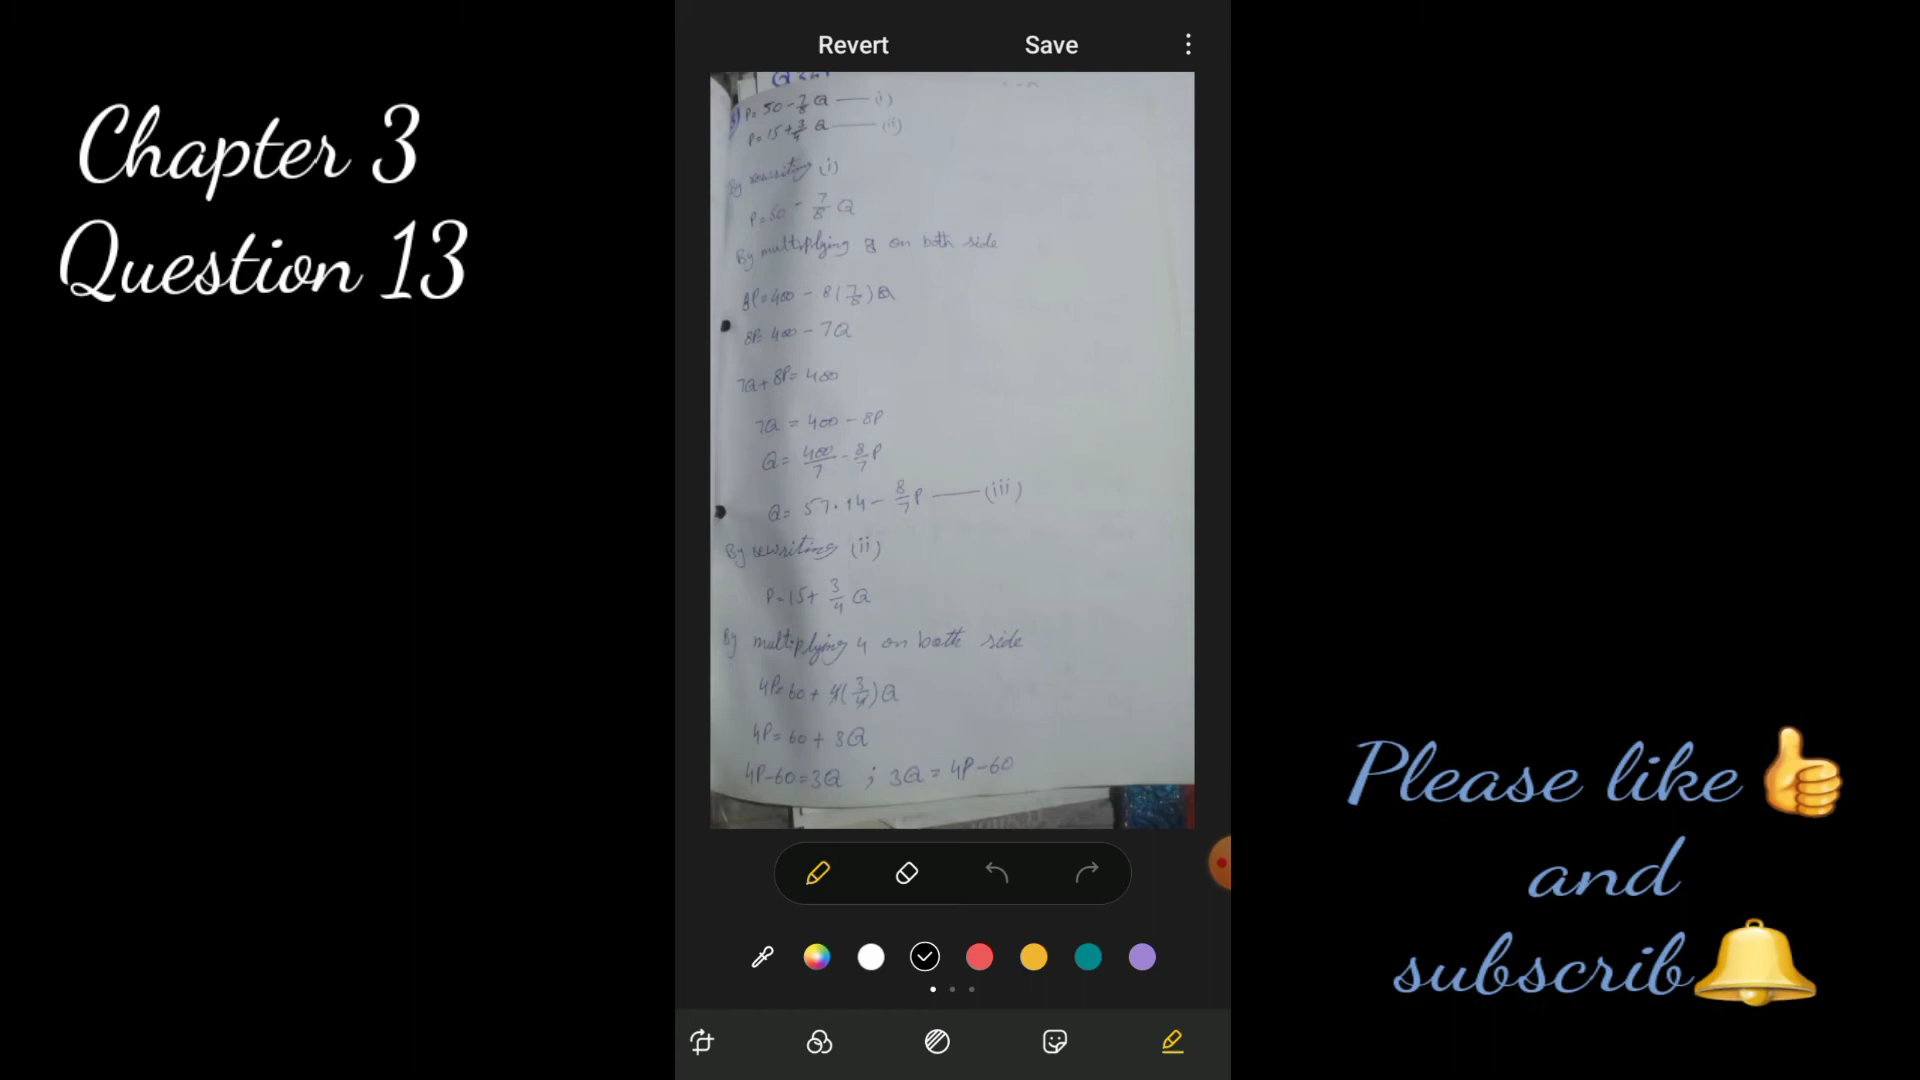 Chapter 3
Question 13
Revert Save
P= 50 - 7/8 Q —— (i)
P= 15 + 3/4 Q —— (ii)
By rewriting (i)
P=50 - 7/8 Q
By multiplying 8 on both side
8P=400 - 8(7/8)Q
8P= 400 - 7Q
7Q+8P= 400
7Q = 400 - 8P
Q= 400/7 - 8/7 P
Q= 57.14 - 8/7 P —— (iii)
By rewriting (ii)
P=15+ 3/4 Q
By multiplying 4 on both side
4P=60 + 4(3/4)Q
4P= 60 + 3Q
4P-60=3Q ; 3Q = 4P-60
Please like
and
subscrib